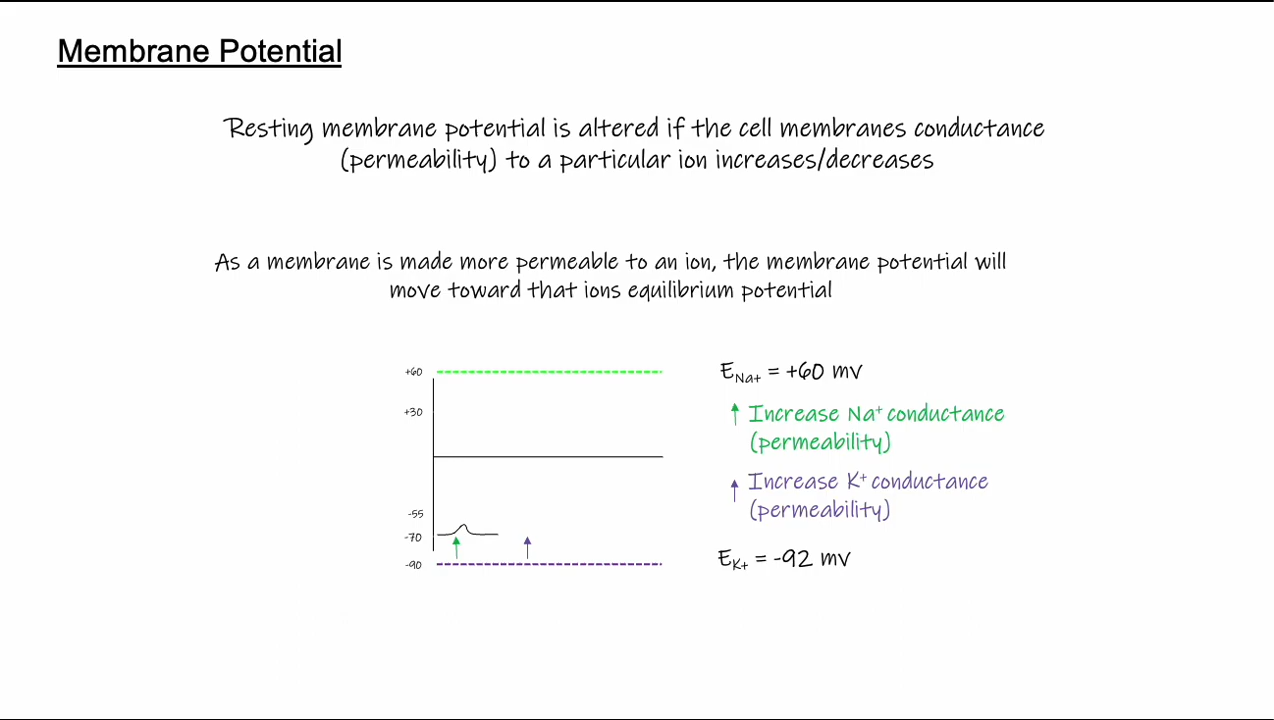 Membrane Potential
Resting membrane potential is altered if the cell membranes conductance
(permeability) to a particular ion increases/decreases
As a membrane is made more permeable to an ion, the membrane potential will
move toward that ions equilibrium potential
+60
+30
-55
-70
-90
ENa+ = +60 mv
Increase Na+ conductance
(permeability)
Increase K+ conductance
(permeability)
EK+ = -92 mv